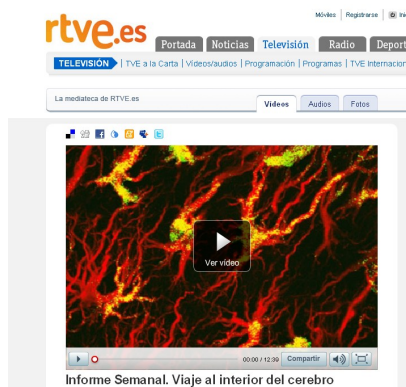 Móviles | Registrarse |
rtve.es
Portada Noticias Televisión Radio Deport
TELEVISIÓN | TVE a la Carta | Vídeos/audios | Programación | Programas | TVE Internacion
La mediateca de RTVE.es
Vídeos Audios Fotos
Ver vídeo
00:00 / 12:39 Compartir
Informe Semanal. Viaje al interior del cerebro